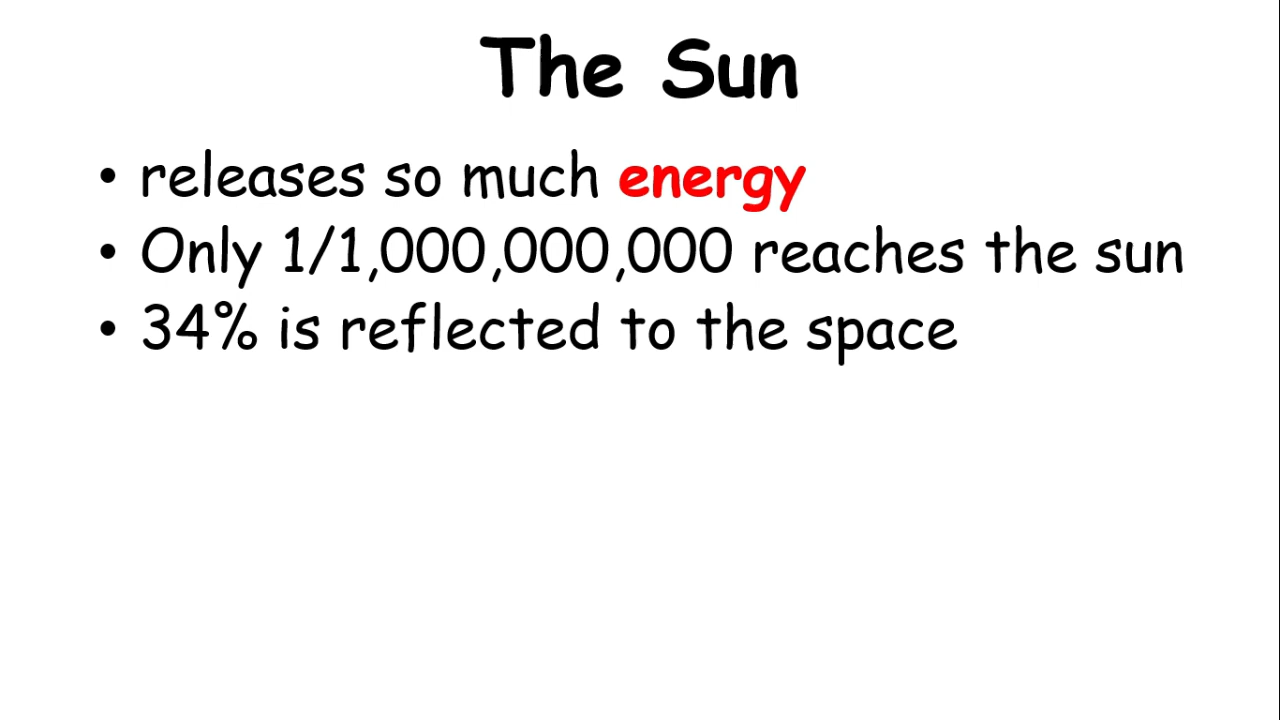 The Sun
• releases so much energy
• Only 1/1,000,000,000 reaches the sun
• 34% is reflected to the space